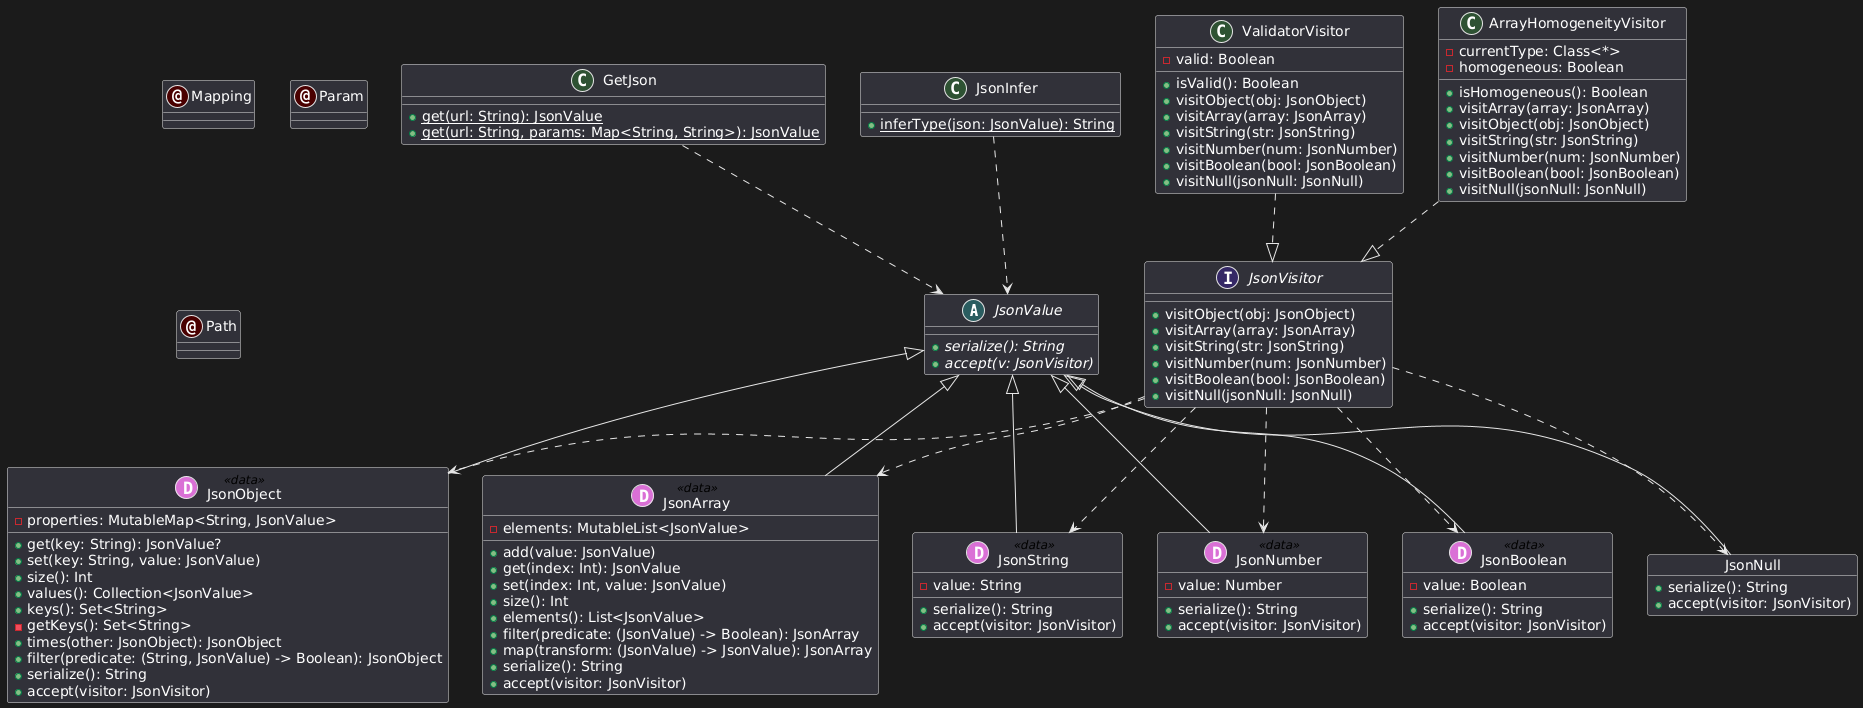 @ Mapping
@ Param
C GetJson
get(url: String): JsonValue
get(url: String, params: Map<String, String>): JsonValue
C JsonInfer
inferType(json: JsonValue): String
C ValidatorVisitor
valid: Boolean
isValid(): Boolean
visitObject(obj: JsonObject)
visitArray(array: JsonArray)
visitString(str: JsonString)
visitNumber(num: JsonNumber)
visitBoolean(bool: JsonBoolean)
visitNull(jsonNull: JsonNull)
C ArrayHomogeneityVisitor
currentType: Class<*>
homogeneous: Boolean
isHomogeneous(): Boolean
visitArray(array: JsonArray)
visitObject(obj: JsonObject)
visitString(str: JsonString)
visitNumber(num: JsonNumber)
visitBoolean(bool: JsonBoolean)
visitNull(jsonNull: JsonNull)
@ Path
A JsonValue
serialize(): String
accept(v: JsonVisitor)
I JsonVisitor
visitObject(obj: JsonObject)
visitArray(array: JsonArray)
visitString(str: JsonString)
visitNumber(num: JsonNumber)
visitBoolean(bool: JsonBoolean)
visitNull(jsonNull: JsonNull)
«data»
D JsonObject
properties: MutableMap<String, JsonValue>
get(key: String): JsonValue?
set(key: String, value: JsonValue)
size(): Int
values(): Collection<JsonValue>
keys(): Set<String>
getKeys(): Set<String>
times(other: JsonObject): JsonObject
filter(predicate: (String, JsonValue) -> Boolean): JsonObject
serialize(): String
accept(visitor: JsonVisitor)
«data»
D JsonArray
elements: MutableList<JsonValue>
add(value: JsonValue)
get(index: Int): JsonValue
set(index: Int, value: JsonValue)
size(): Int
elements(): List<JsonValue>
filter(predicate: (JsonValue) -> Boolean): JsonArray
map(transform: (JsonValue) -> JsonValue): JsonArray
serialize(): String
accept(visitor: JsonVisitor)
«data»
D JsonString
value: String
serialize(): String
accept(visitor: JsonVisitor)
«data»
D JsonNumber
value: Number
serialize(): String
accept(visitor: JsonVisitor)
«data»
D JsonBoolean
value: Boolean
serialize(): String
accept(visitor: JsonVisitor)
JsonNull
serialize(): String
accept(visitor: JsonVisitor)